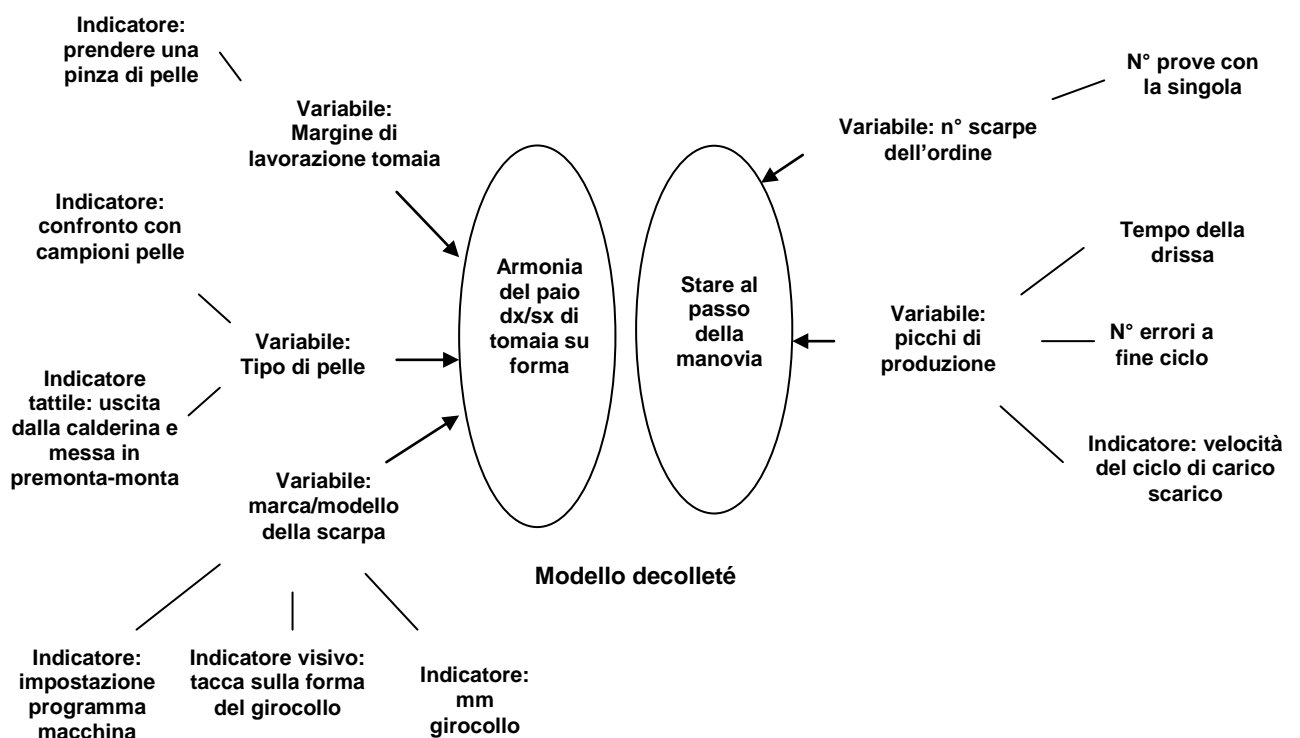 Indicatore:
prendere una
pinza di pelle
Variabile:
Margine di
lavorazione tomaia
Indicatore:
confronto con
campioni pelle
Variabile:
Tipo di pelle
Indicatore
tattile: uscita
dalla calderina e
messa in
premonta-monta
Variabile:
marca/modello
della scarpa
Indicatore:
impostazione
programma
macchina
Indicatore visivo:
tacca sulla forma
del girocollo
Indicatore:
mm
girocollo
Armonia
del paio
dx/sx di
tomaia su
forma
Stare al
passo
della
manovia
Modello decolleté
N° prove con
la singola
Variabile: n° scarpe
dell'ordine
Tempo della
drissa
Variabile:
picchi di
produzione
N° errori a
fine ciclo
Indicatore: velocità
del ciclo di carico
scarico